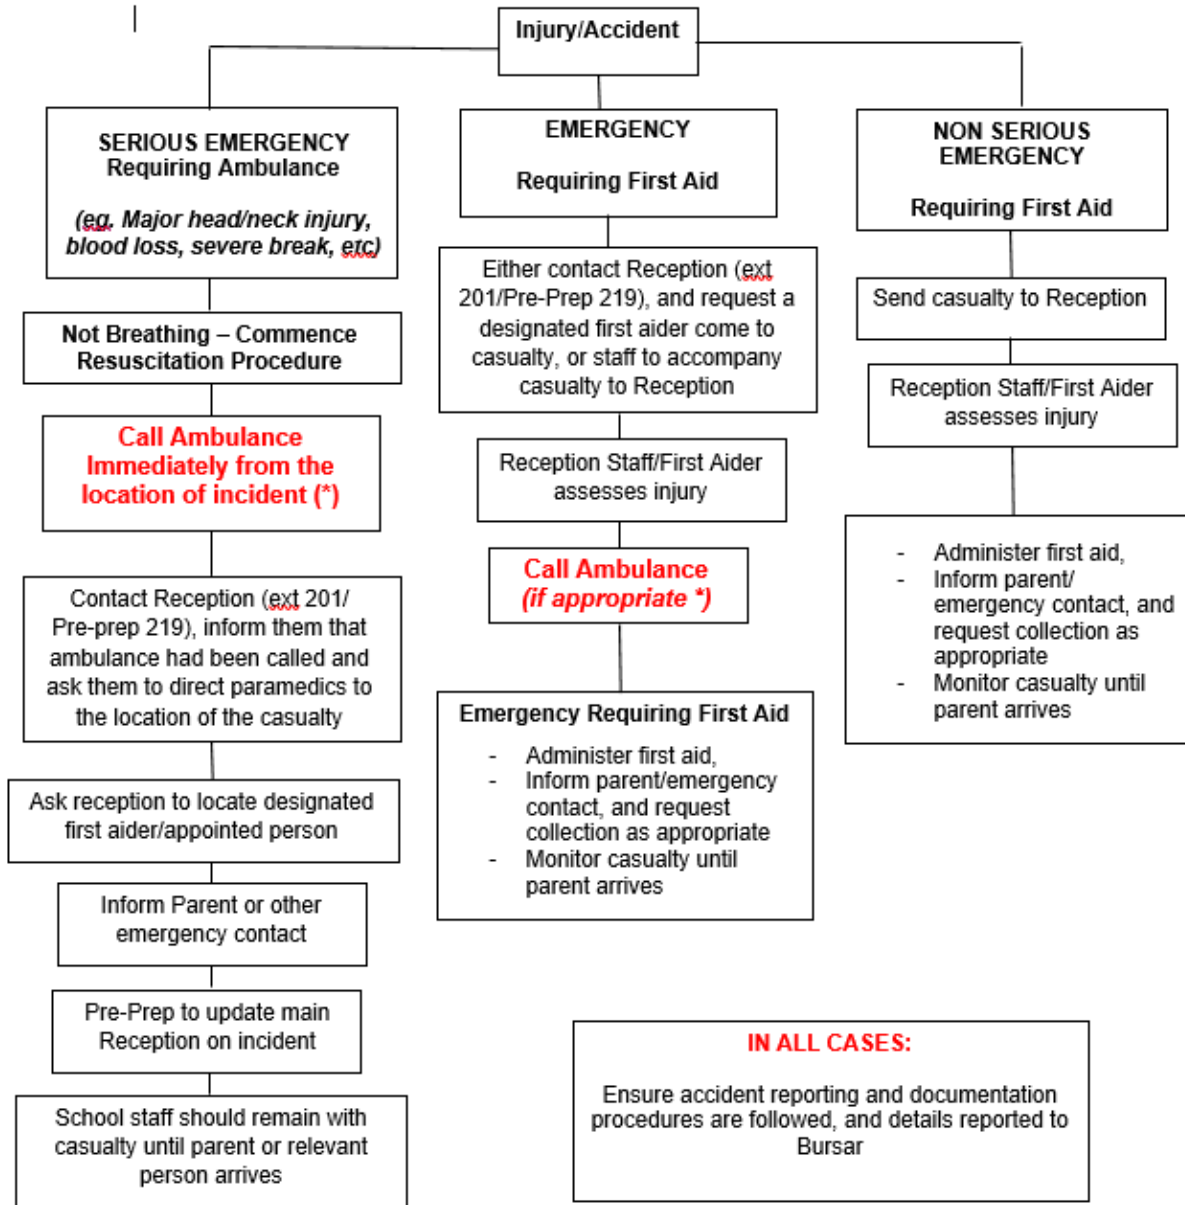 Injury/Accident
SERIOUS EMERGENCY
Requiring Ambulance
(eg. Major head/neck injury,
blood loss, severe break, etc)
Not Breathing – Commence
Resuscitation Procedure
Call Ambulance
Immediately from the
location of incident (*)
Contact Reception (ext 201/
Pre-prep 219), inform them that
ambulance had been called and
ask them to direct paramedics to
the location of the casualty
Ask reception to locate designated
first aider/appointed person
Inform Parent or other
emergency contact
Pre-Prep to update main
Reception on incident
School staff should remain with
casualty until parent or relevant
person arrives
EMERGENCY
Requiring First Aid
Either contact Reception (ext
201/Pre-Prep 219), and request a
designated first aider come to
casualty, or staff to accompany
casualty to Reception
Reception Staff/First Aider
assesses injury
Call Ambulance
(if appropriate *)
Emergency Requiring First Aid
- Administer first aid,
- Inform parent/emergency
contact, and request
collection as appropriate
- Monitor casualty until
parent arrives
NON SERIOUS
EMERGENCY
Requiring First Aid
Send casualty to Reception
Reception Staff/First Aider
assesses injury
- Administer first aid,
- Inform parent/
emergency contact, and
request collection as
appropriate
- Monitor casualty until
parent arrives
IN ALL CASES:
Ensure accident reporting and documentation
procedures are followed, and details reported to
Bursar